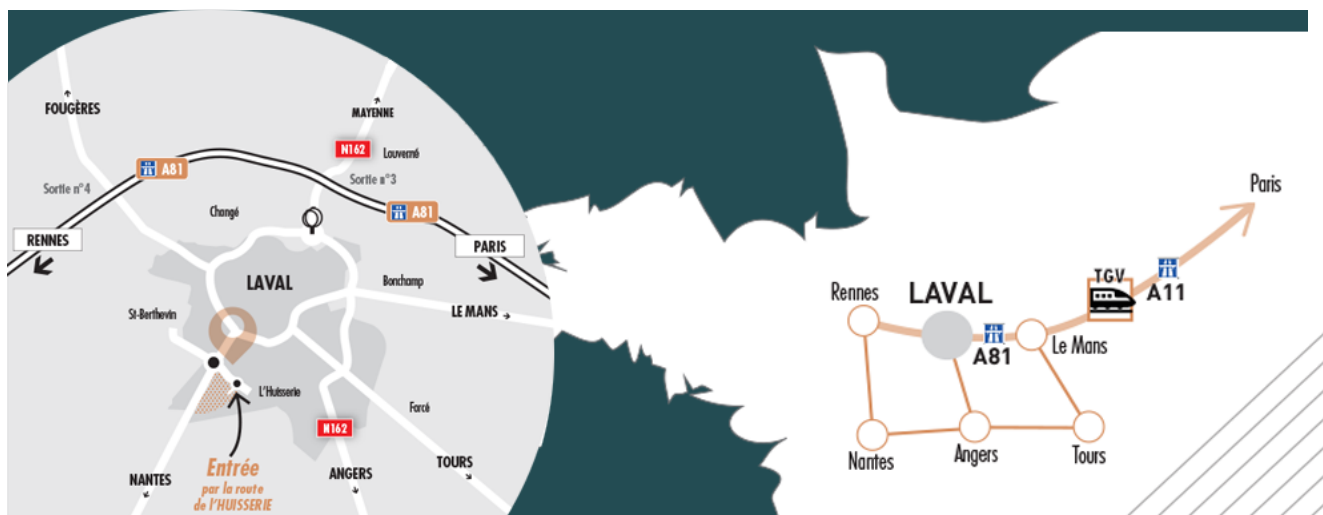 FOUGÈRES
MAYENNE
N162
Louverné
A81
Sortie n°4
Sortie n°3
Changé
A81
RENNES
PARIS
LAVAL
Bonchamp
St-Berthevin
LE MANS
L'Huisserie
Forcé
N162
Entrée
par la route
de l'HUISSERIE
NANTES
ANGERS
TOURS
Paris
TGV
A11
Rennes
LAVAL
A81
Le Mans
Nantes
Angers
Tours